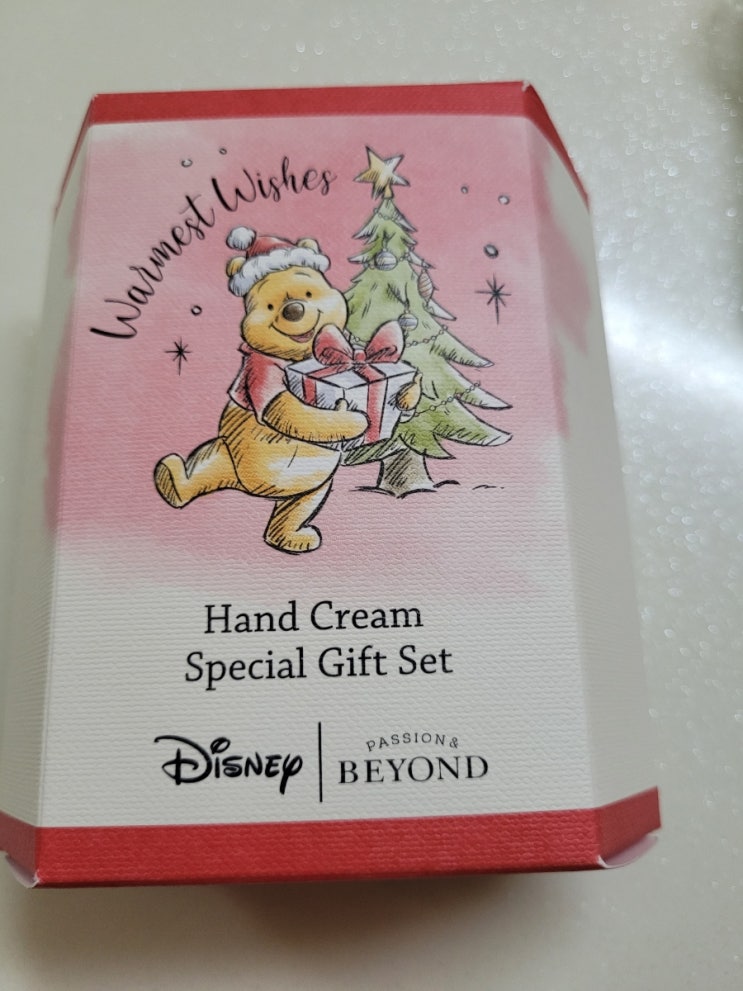 Warmest Wishes
Hand Cream
Special Gift Set
Disney
PASSION &
BEYOND